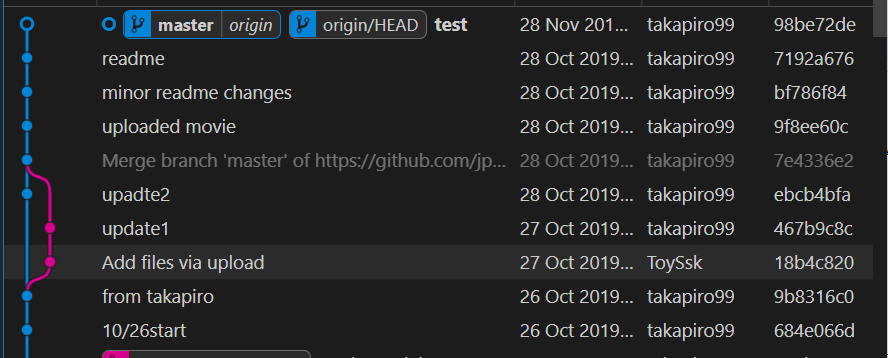 master origin origin/HEAD test 28 Nov 201... takapiro99 98be72de
readme 28 Oct 2019... takapiro99 7192a676
minor readme changes 28 Oct 2019... takapiro99 bf786f84
uploaded movie 28 Oct 2019... takapiro99 9f8ee60c
Merge branch 'master' of https://github.com/jp... 28 Oct 2019... takapiro99 7e4336e2
upadte2 28 Oct 2019... takapiro99 ebcb4bfa
update1 27 Oct 2019... takapiro99 467b9c8c
Add files via upload 27 Oct 2019... ToySsk 18b4c820
from takapiro 26 Oct 2019... takapiro99 9b8316c0
10/26start 26 Oct 2019... takapiro99 684e066d